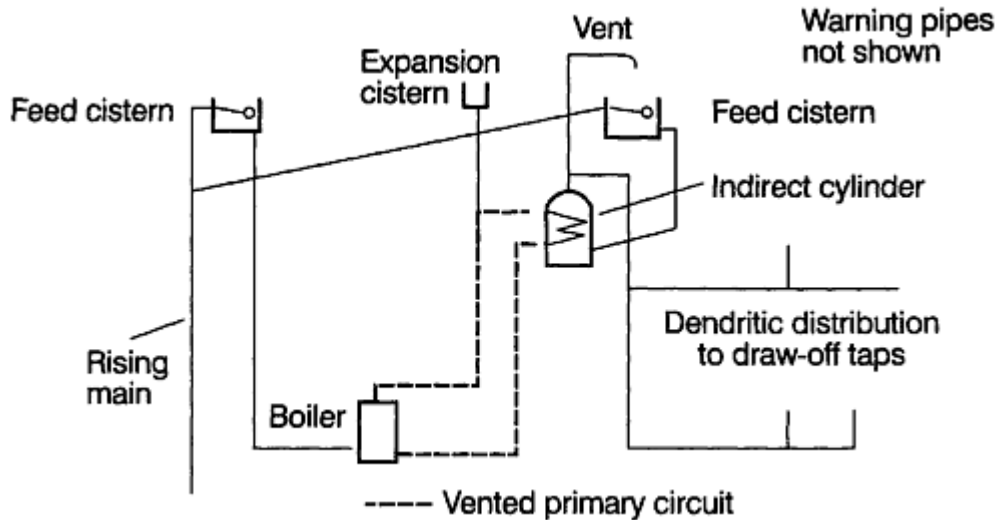 Warning pipes
not shown
Vent
Expansion
cistern
Feed cistern
Feed cistern
Indirect cylinder
Dendritic distribution
to draw-off taps
Rising
main
Boiler
Vented primary circuit